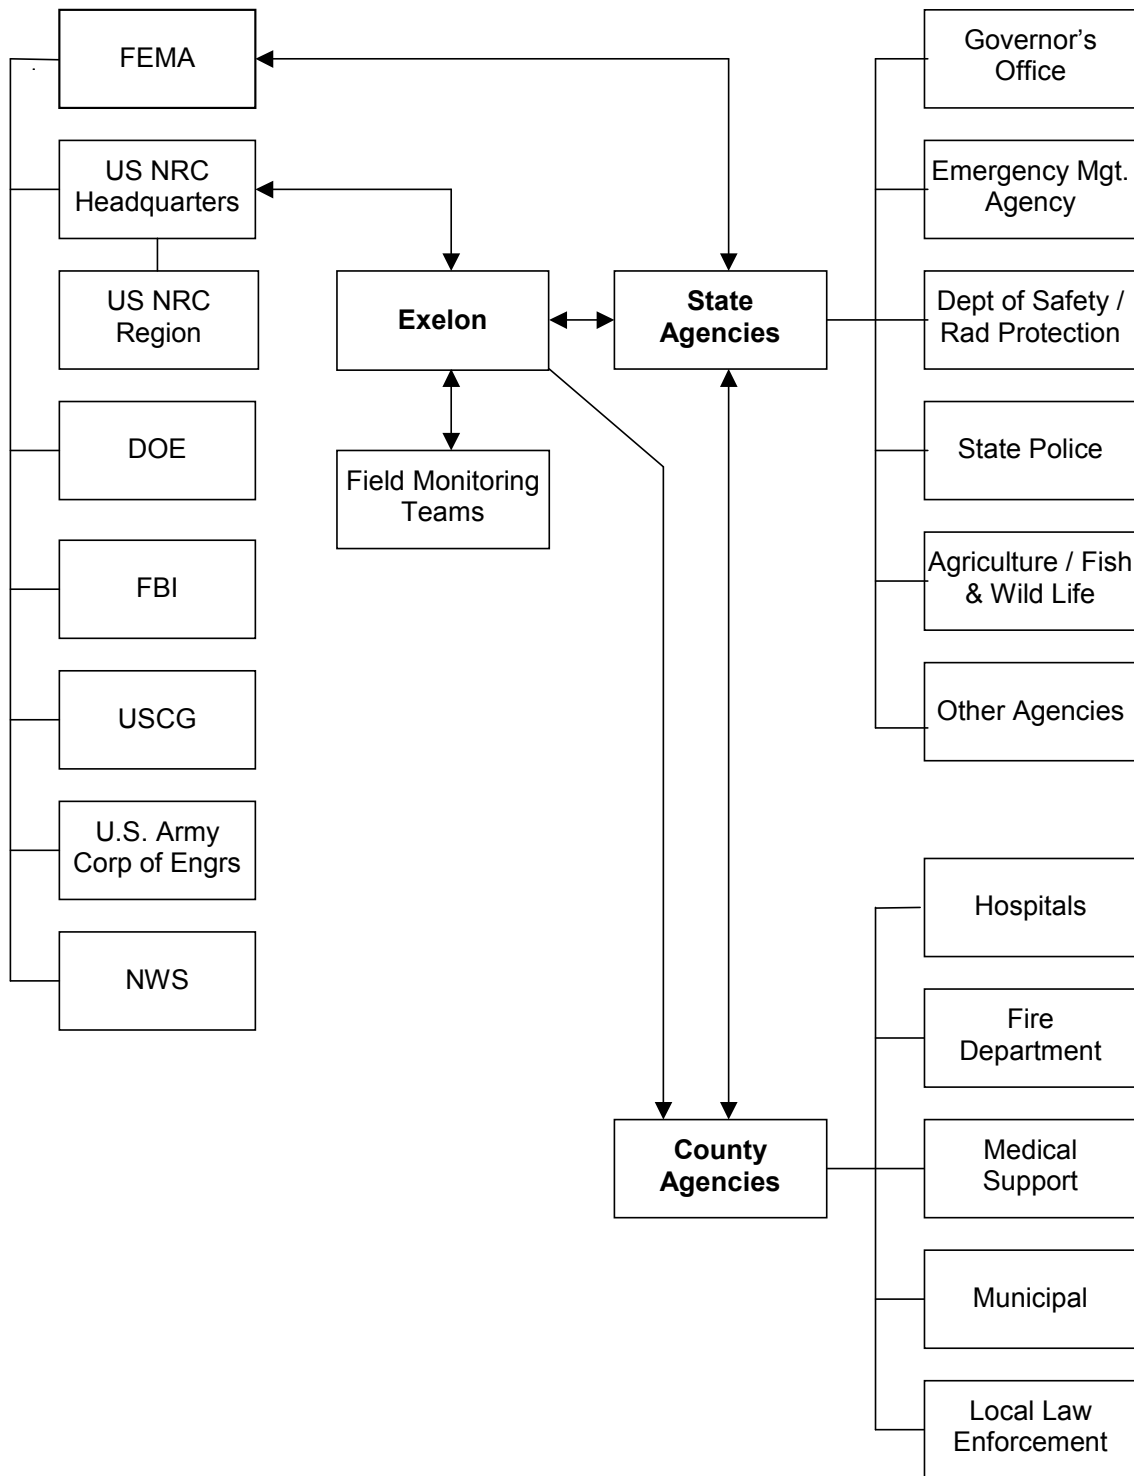 FEMA
US NRC
Headquarters
US NRC
Region
DOE
FBI
USCG
U.S. Army
Corp of Engrs
NWS
Exelon
Field Monitoring
Teams
State
Agencies
County
Agencies
Governor’s
Office
Emergency Mgt.
Agency
Dept of Safety /
Rad Protection
State Police
Agriculture / Fish
& Wild Life
Other Agencies
Hospitals
Fire
Department
Medical
Support
Municipal
Local Law
Enforcement